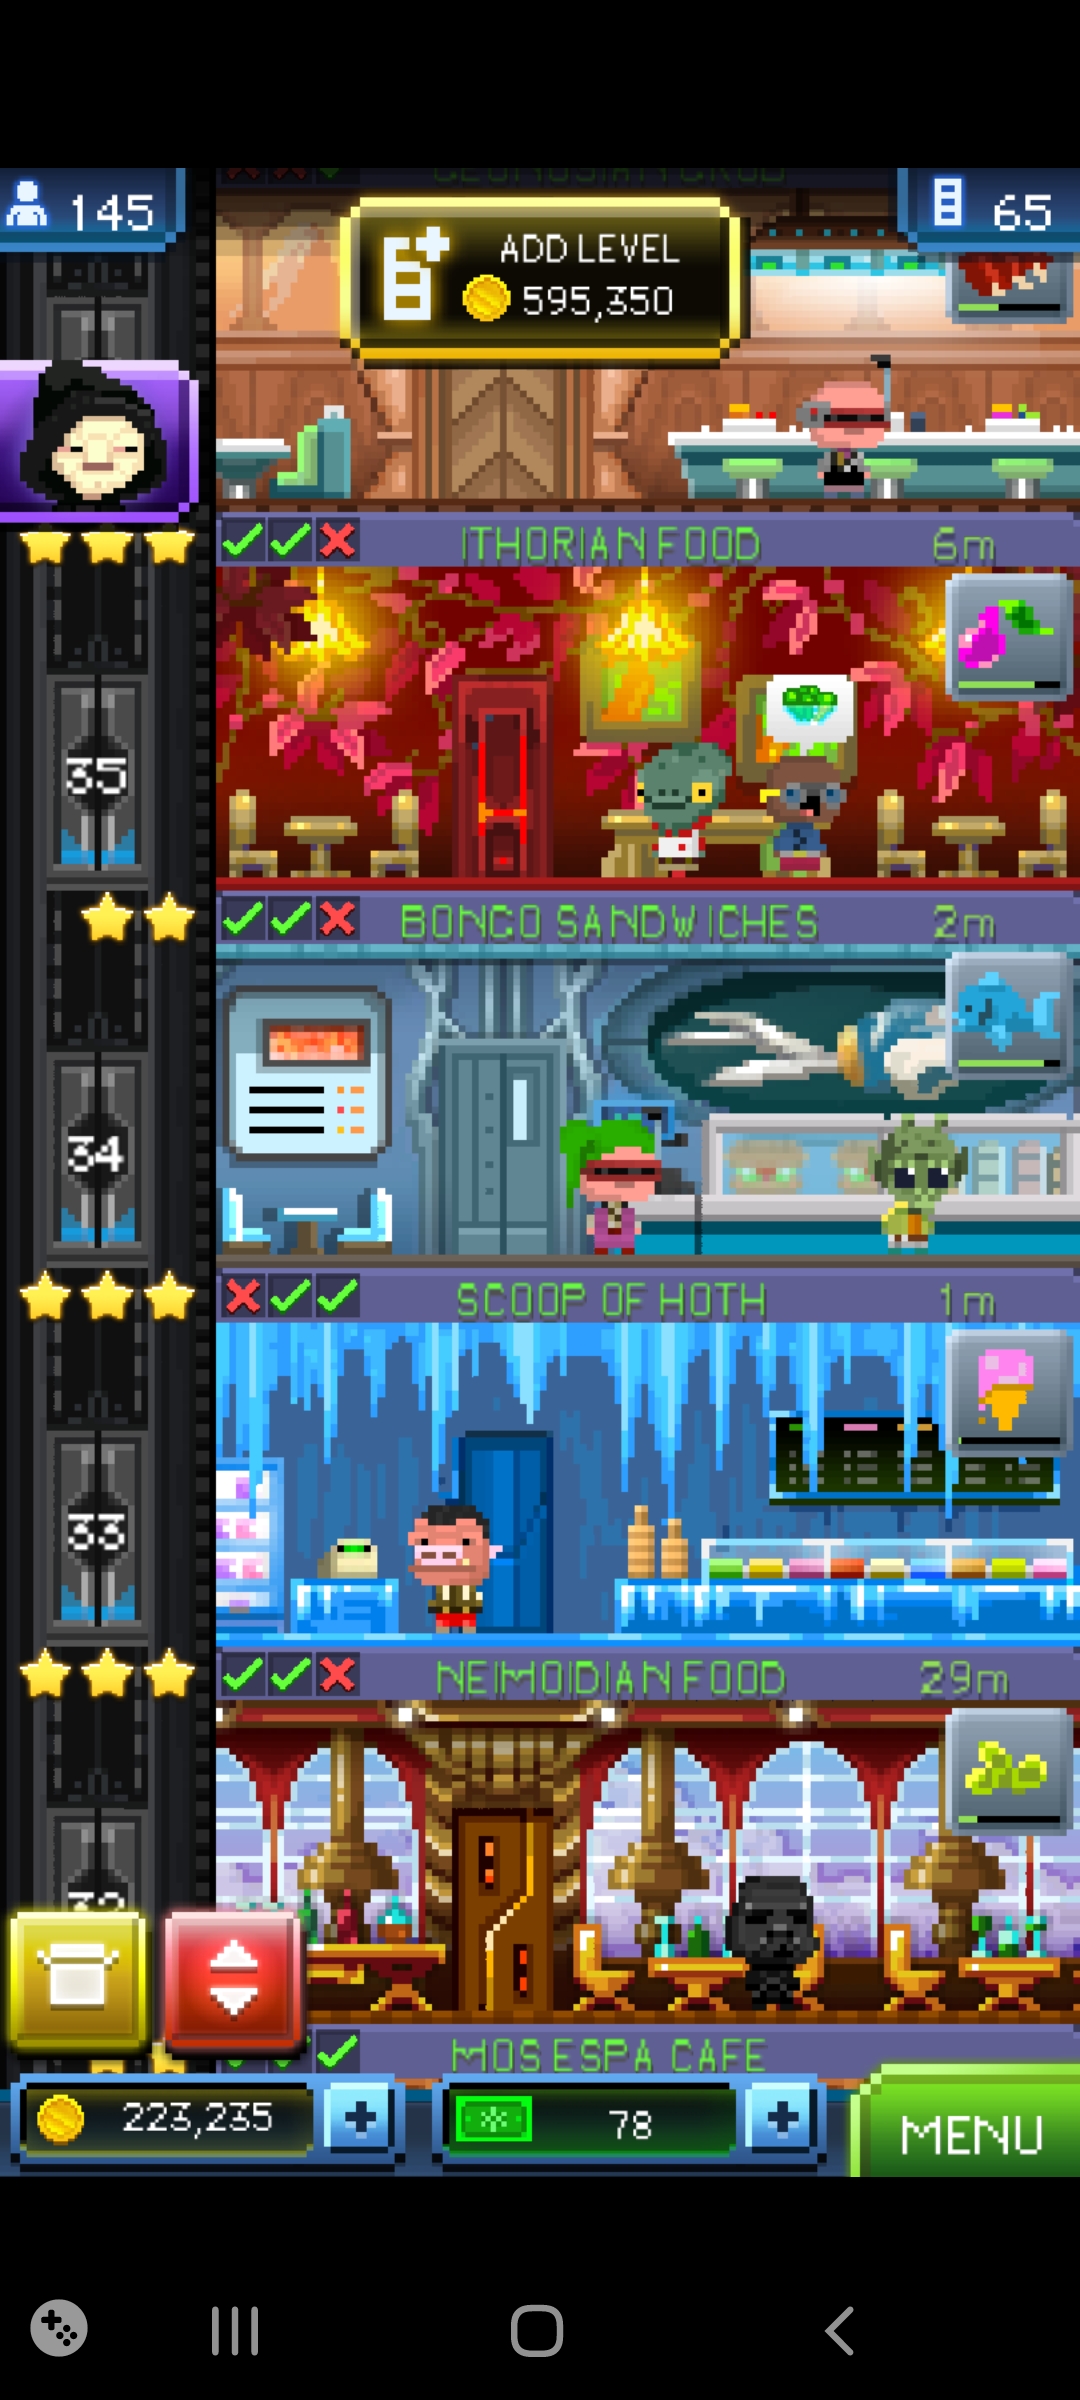 145
ADD LEVEL
595,350
65
ITHORIAN FOOD
6m
35
BONGO SANDWICHES
2m
34
SCOOP OF HOTH
1m
33
NEIMOIDIAN FOOD
29m
MOS ESPA CAFE
223,235
78
MENU